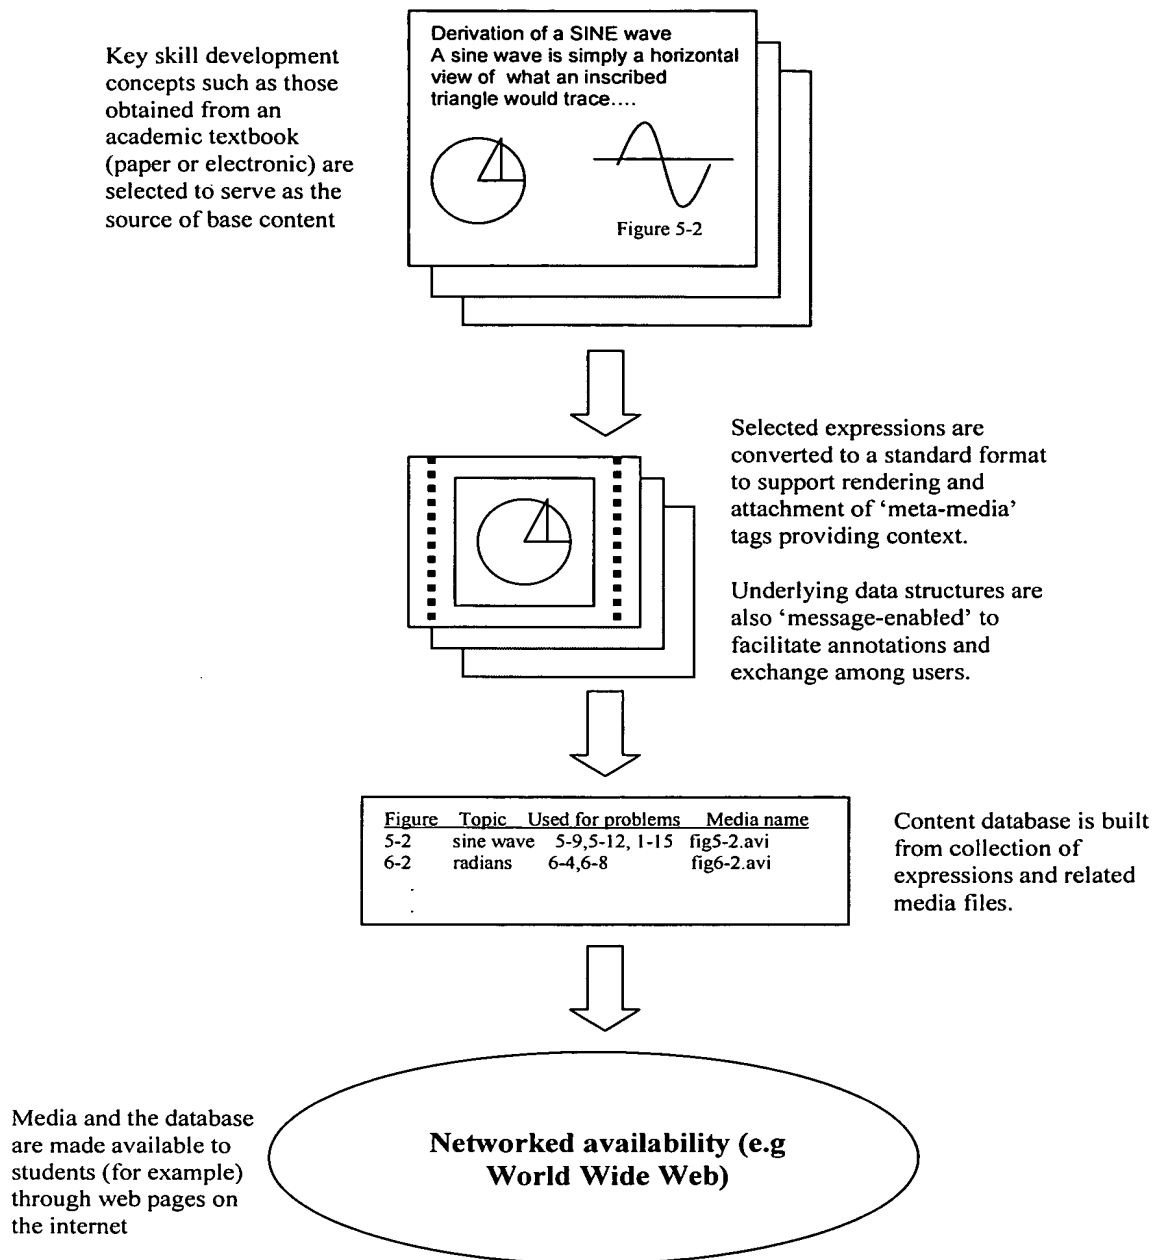 Key skill development
concepts such as those
obtained from an
academic textbook
(paper or electronic) are
selected to serve as the
source of base content
Derivation of a SINE wave
A sine wave is simply a horizontal
view of what an inscribed
triangle would trace....
Figure 5-2
Selected expressions are
converted to a standard format
to support rendering and
attachment of ‘meta-media’
tags providing context.
Underlying data structures are
also ‘message-enabled’ to
facilitate annotations and
exchange among users.
Figure Topic Used for problems Media name
5-2 sine wave 5-9,5-12, 1-15 fig5-2.avi
6-2 radians 6-4,6-8 fig6-2.avi
Content database is built
from collection of
expressions and related
media files.
Media and the database
are made available to
students (for example)
through web pages on
the internet
Networked availability (e.g
World Wide Web)